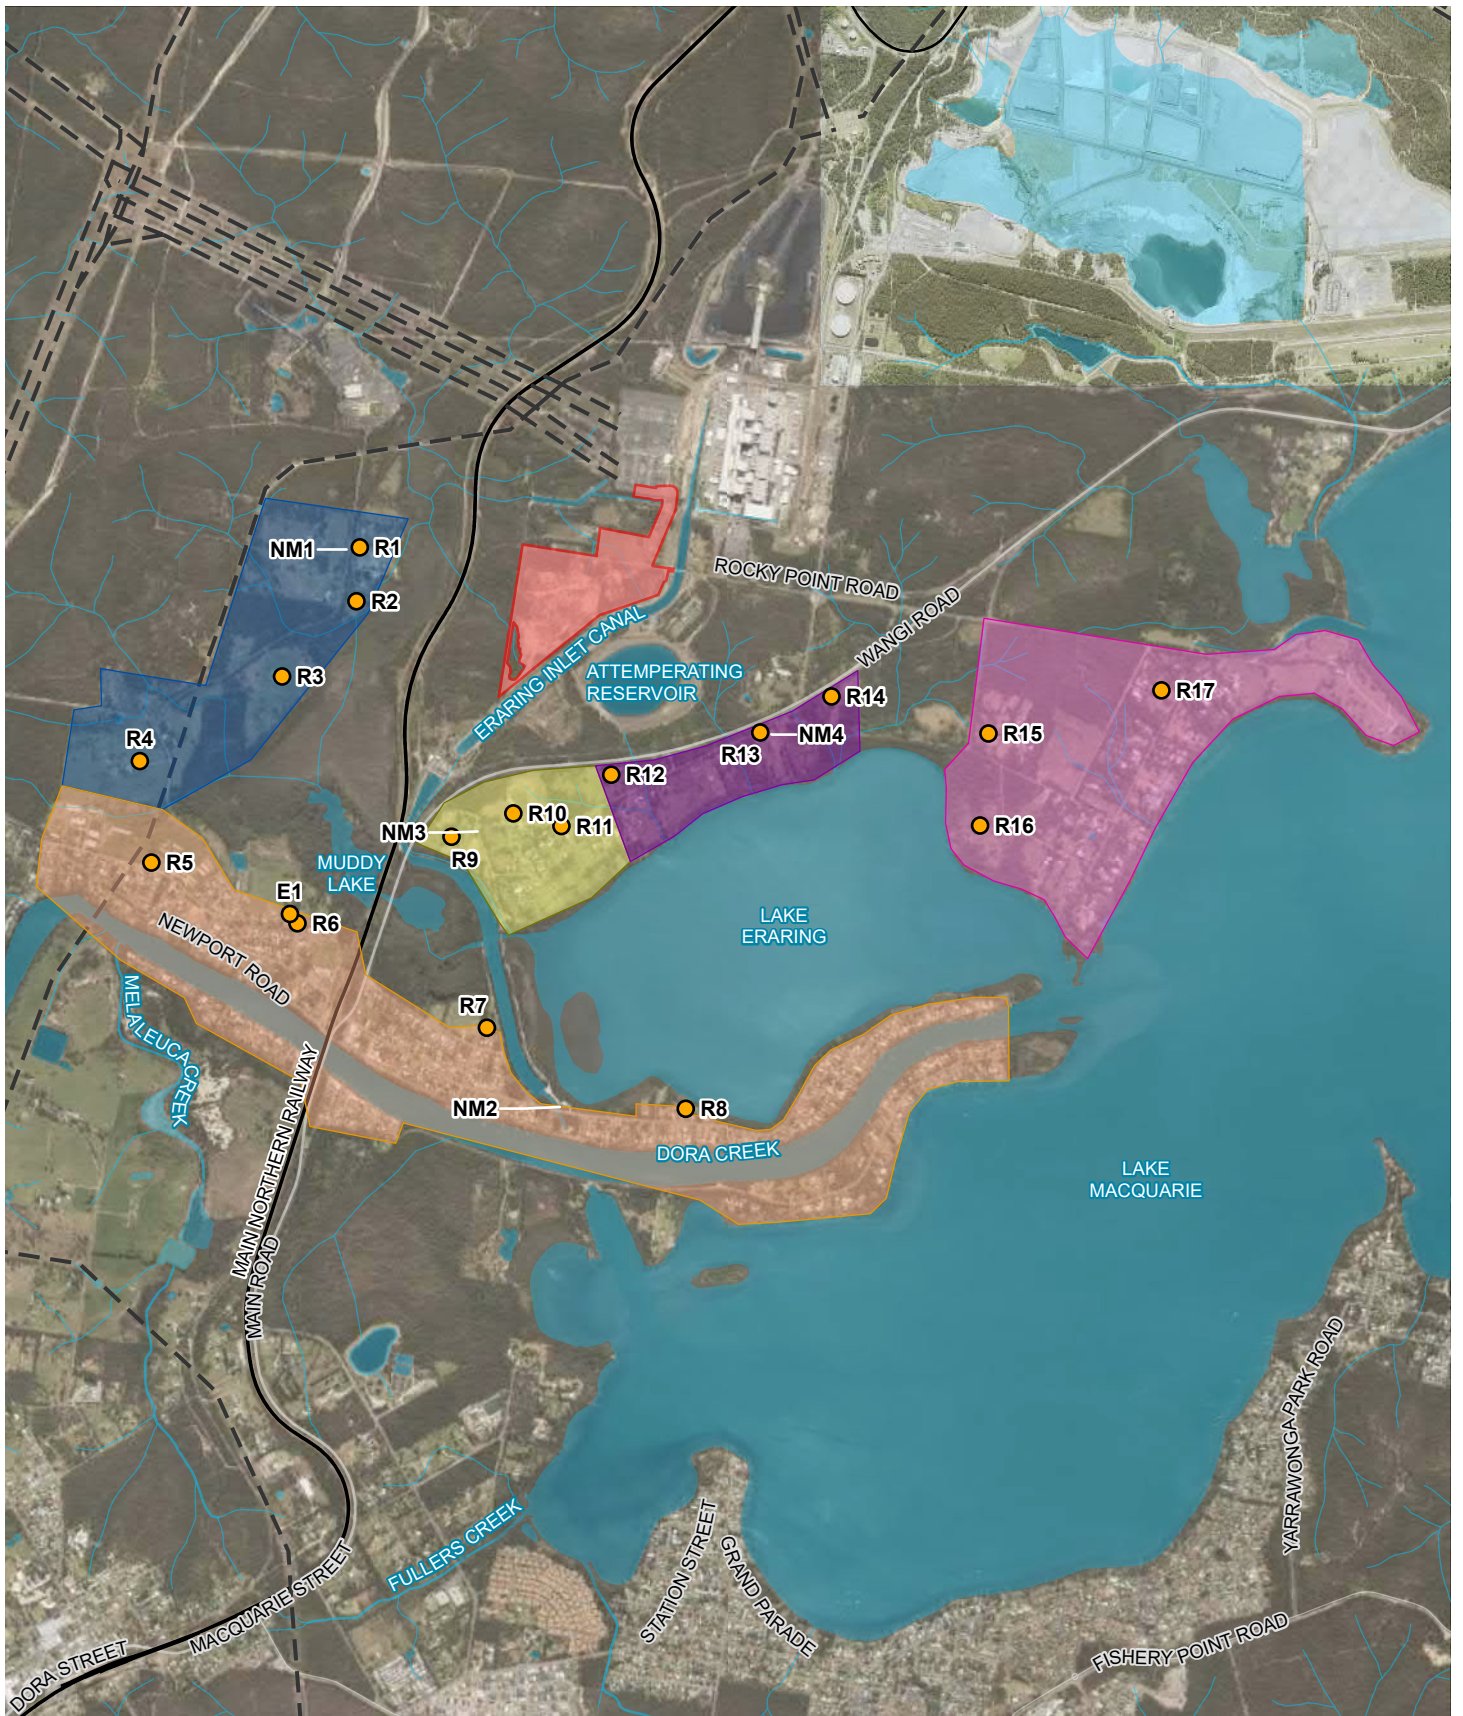 NM1
R1
R2
ROCKY POINT ROAD
WANGI ROAD
ERARING INLET CANAL
ATTEMPERATING
RESERVOIR
R3
R14
R17
R4
R13
NM4
R15
R12
R10
R11
R16
NM3
R9
MUDDY
LAKE
R5
E1
R6
NEWPORT ROAD
LAKE
ERARING
MELALEUCA CREEK
R7
NM2
R8
DORA CREEK
LAKE
MACQUARIE
MAIN NORTHERN RAILWAY
MAIN ROAD
YARRAWONGA PARK ROAD
FULLERS CREEK
STATION STREET
GRAND PARADE
MACQUARIE STREET
DORA STREET
FISHERY POINT ROAD